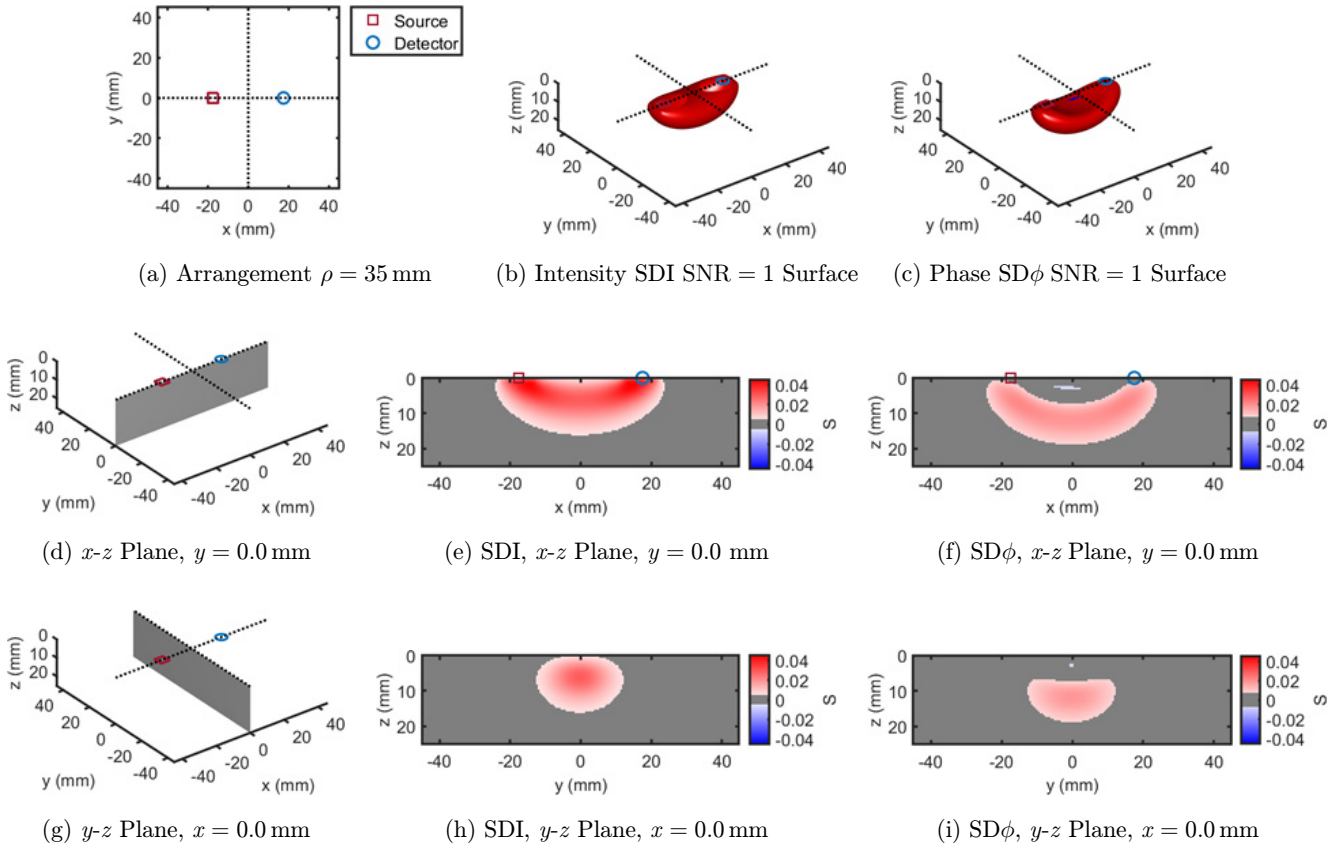 40
20
0
-20
-40
y (mm)
-40 -20 0 20 40
x (mm)
Source
Detector
z (mm)
0
10
20
40
20
0
-20
-40
y (mm)
-40
-20
0
20
40
x (mm)
z (mm)
0
10
20
40
20
0
-20
-40
y (mm)
-40
-20
0
20
40
x (mm)
(a) Arrangement ρ = 35 mm
(b) Intensity SDI SNR = 1 Surface
(c) Phase SDϕ SNR = 1 Surface
z (mm)
0
10
20
40
20
0
-20
-40
y (mm)
-40
-20
0
20
40
x (mm)
z (mm)
0
10
20
-40 -20 0 20 40
x (mm)
0.04
0.02
0
-0.02
-0.04
S
z (mm)
0
10
20
-40 -20 0 20 40
x (mm)
0.04
0.02
0
-0.02
-0.04
S
(d) x-z Plane, y = 0.0 mm
(e) SDI, x-z Plane, y = 0.0 mm
(f) SDϕ, x-z Plane, y = 0.0 mm
z (mm)
0
10
20
40
20
0
-20
-40
y (mm)
-40
-20
0
20
40
x (mm)
z (mm)
0
10
20
-40 -20 0 20 40
y (mm)
0.04
0.02
0
-0.02
-0.04
S
z (mm)
0
10
20
-40 -20 0 20 40
y (mm)
0.04
0.02
0
-0.02
-0.04
S
(g) y-z Plane, x = 0.0 mm
(h) SDI, y-z Plane, x = 0.0 mm
(i) SDϕ, y-z Plane, x = 0.0 mm